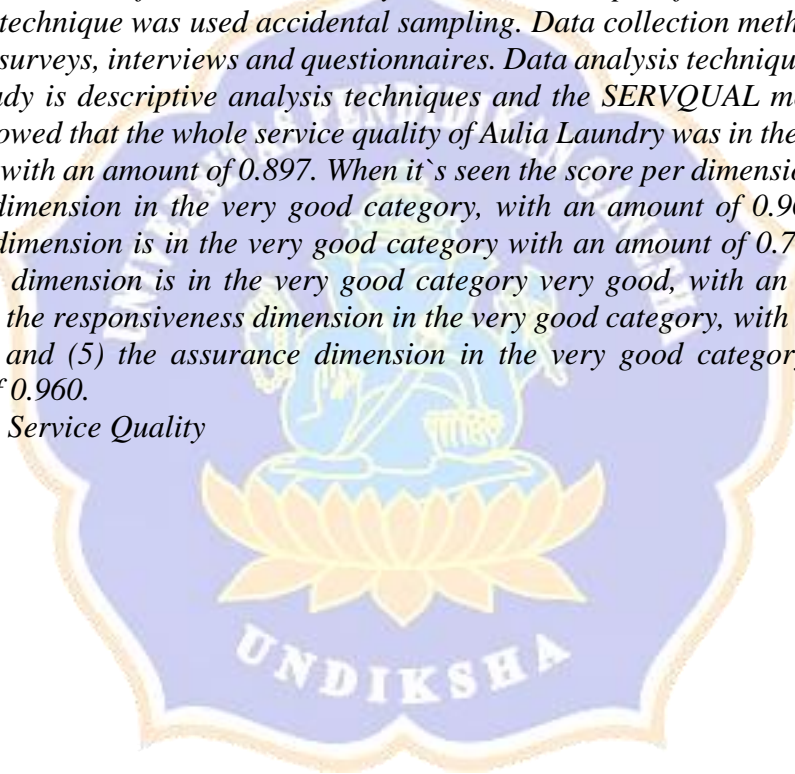 technique was used accidental sampling. Data collection meth
surveys, interviews and questionnaires. Data analysis techniqu
dy is descriptive analysis techniques and the SERVQUAL m
owed that the whole service quality of Aulia Laundry was in the
with an amount of 0.897. When it`s seen the score per dimensio
dimension in the very good category, with an amount of 0.9
dimension is in the very good category with an amount of 0.7
dimension is in the very good category very good, with an
the responsiveness dimension in the very good category, with
and (5) the assurance dimension in the very good category
f 0.960.
Service Quality
UNDIKSHA